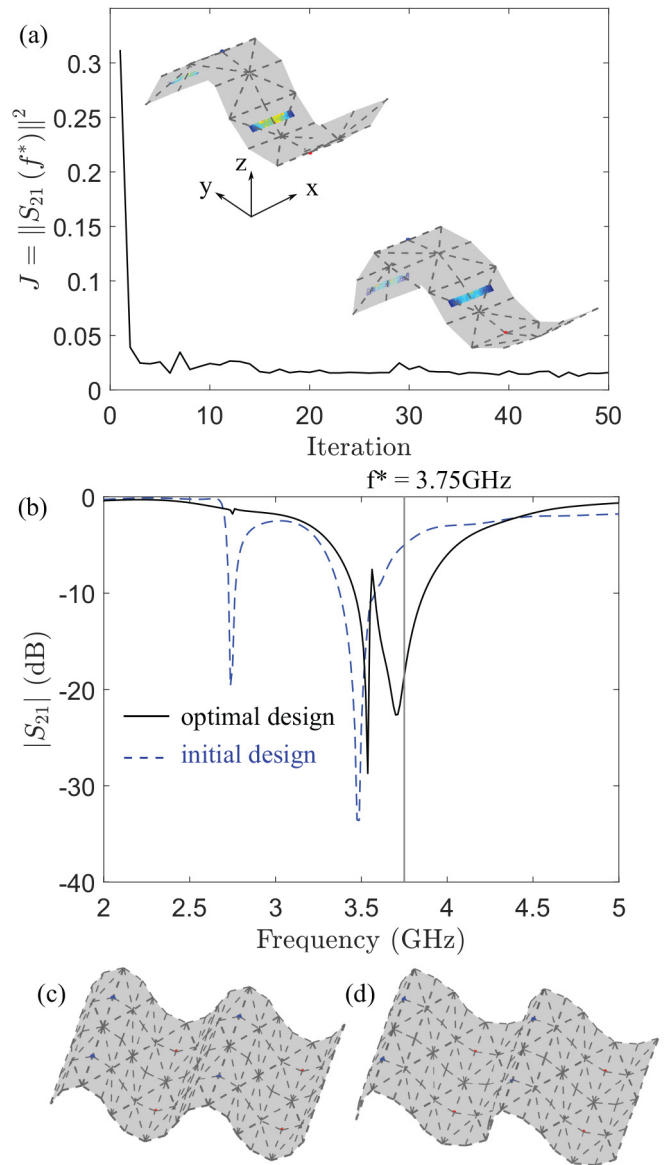 (a)
0.3
0.25
0.2
0.15
0.1
0.05
0
J = ||S₂₁ (f*)||²
z
y
x
0 10 20 30 40 50
Iteration
f* = 3.75GHz
(b)
0
-10
-20
-30
-40
|S₂₁| (dB)
optimal design
initial design
2 2.5 3 3.5 4 4.5 5
Frequency (GHz)
(c)
(d)